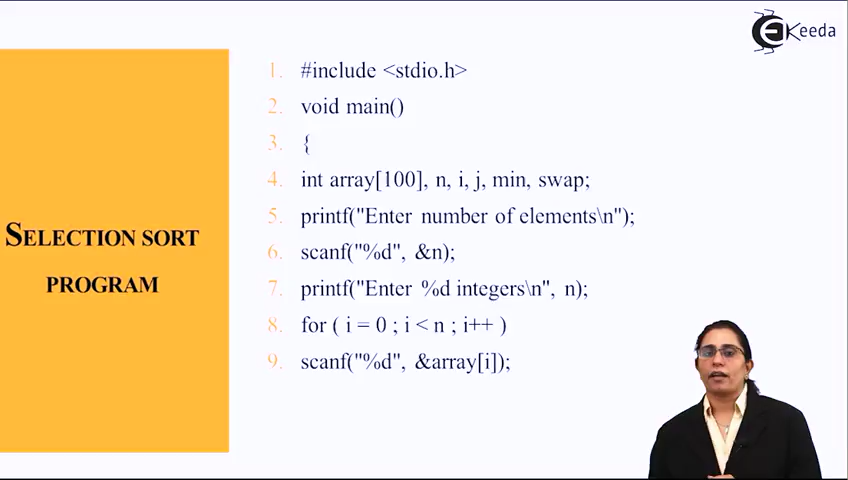 EKeeda
SELECTION SORT
PROGRAM
1. #include <stdio.h>
2. void main()
3. {
4. int array[100], n, i, j, min, swap;
5. printf("Enter number of elements\n");
6. scanf("%d", &n);
7. printf("Enter %d integers\n", n);
8. for ( i = 0 ; i < n ; i++ )
9. scanf("%d", &array[i]);